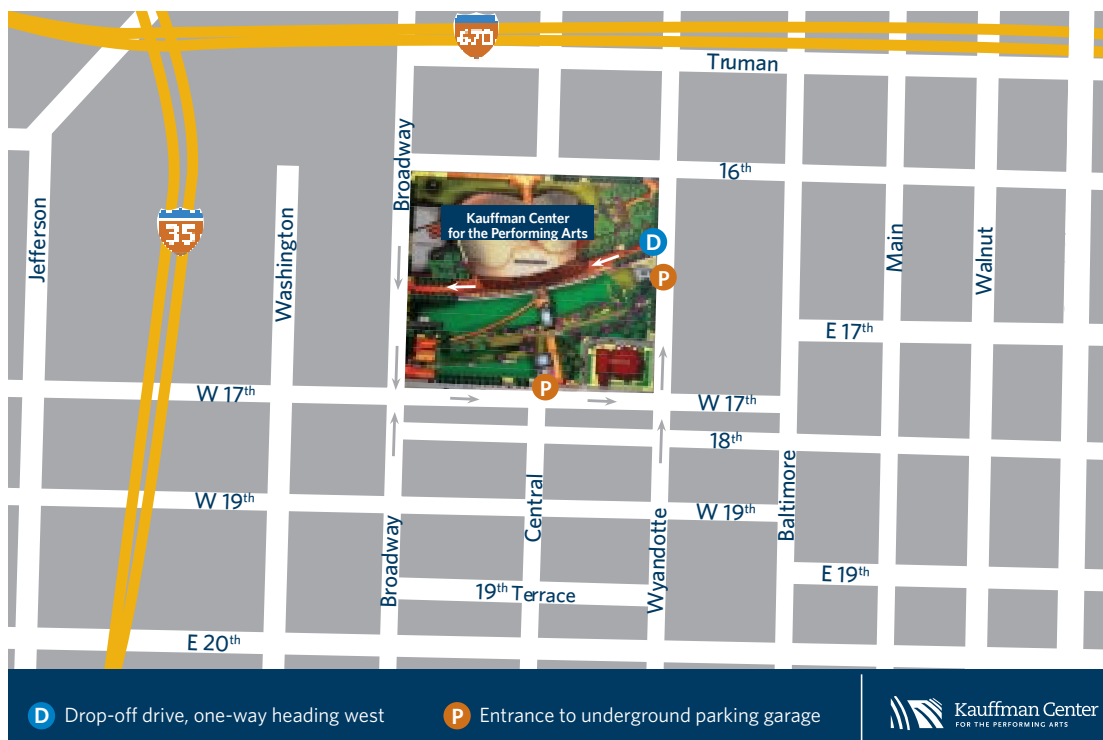 670
Truman
Broadway
16th
Kauffman Center
for the Performing Arts
D
35
Jefferson
Washington
Main
Walnut
P
E 17th
P
W 17th
W 17th
18th
Baltimore
W 19th
Central
W 19th
Broadway
Wyandotte
E 19th
19th Terrace
E 20th
D Drop-off drive, one-way heading west
P Entrance to underground parking garage
Kauffman Center
FOR THE PERFORMING ARTS